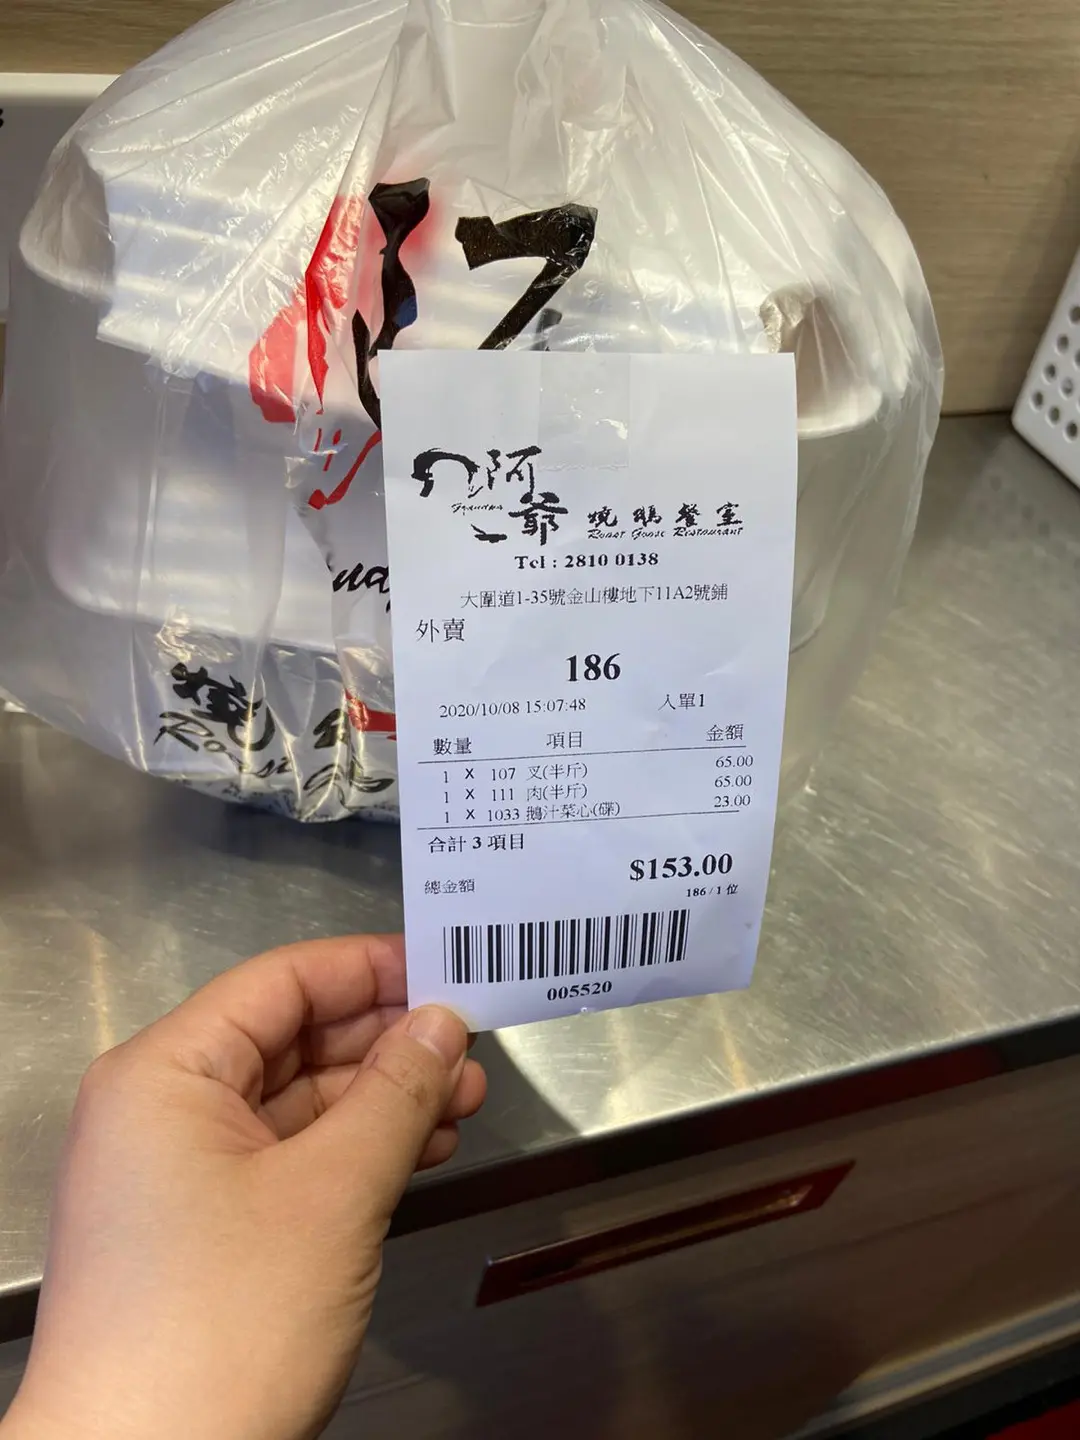 阿爺
Grandpa
燒鵝餐室
Roast Goose Restaurant
Tel : 2810 0138
大圍道1-35號金山樓地下11A2號鋪
外賣
186
2020/10/08 15:07:48 入單1
數量 項目 金額
1 X 107 叉(半斤) 65.00
1 X 111 肉(半斤) 65.00
1 X 1033 鵝汁菜心(碟) 23.00
合計 3 項目
總金額 $153.00
186 / 1 位
005520
燒
Roast Go